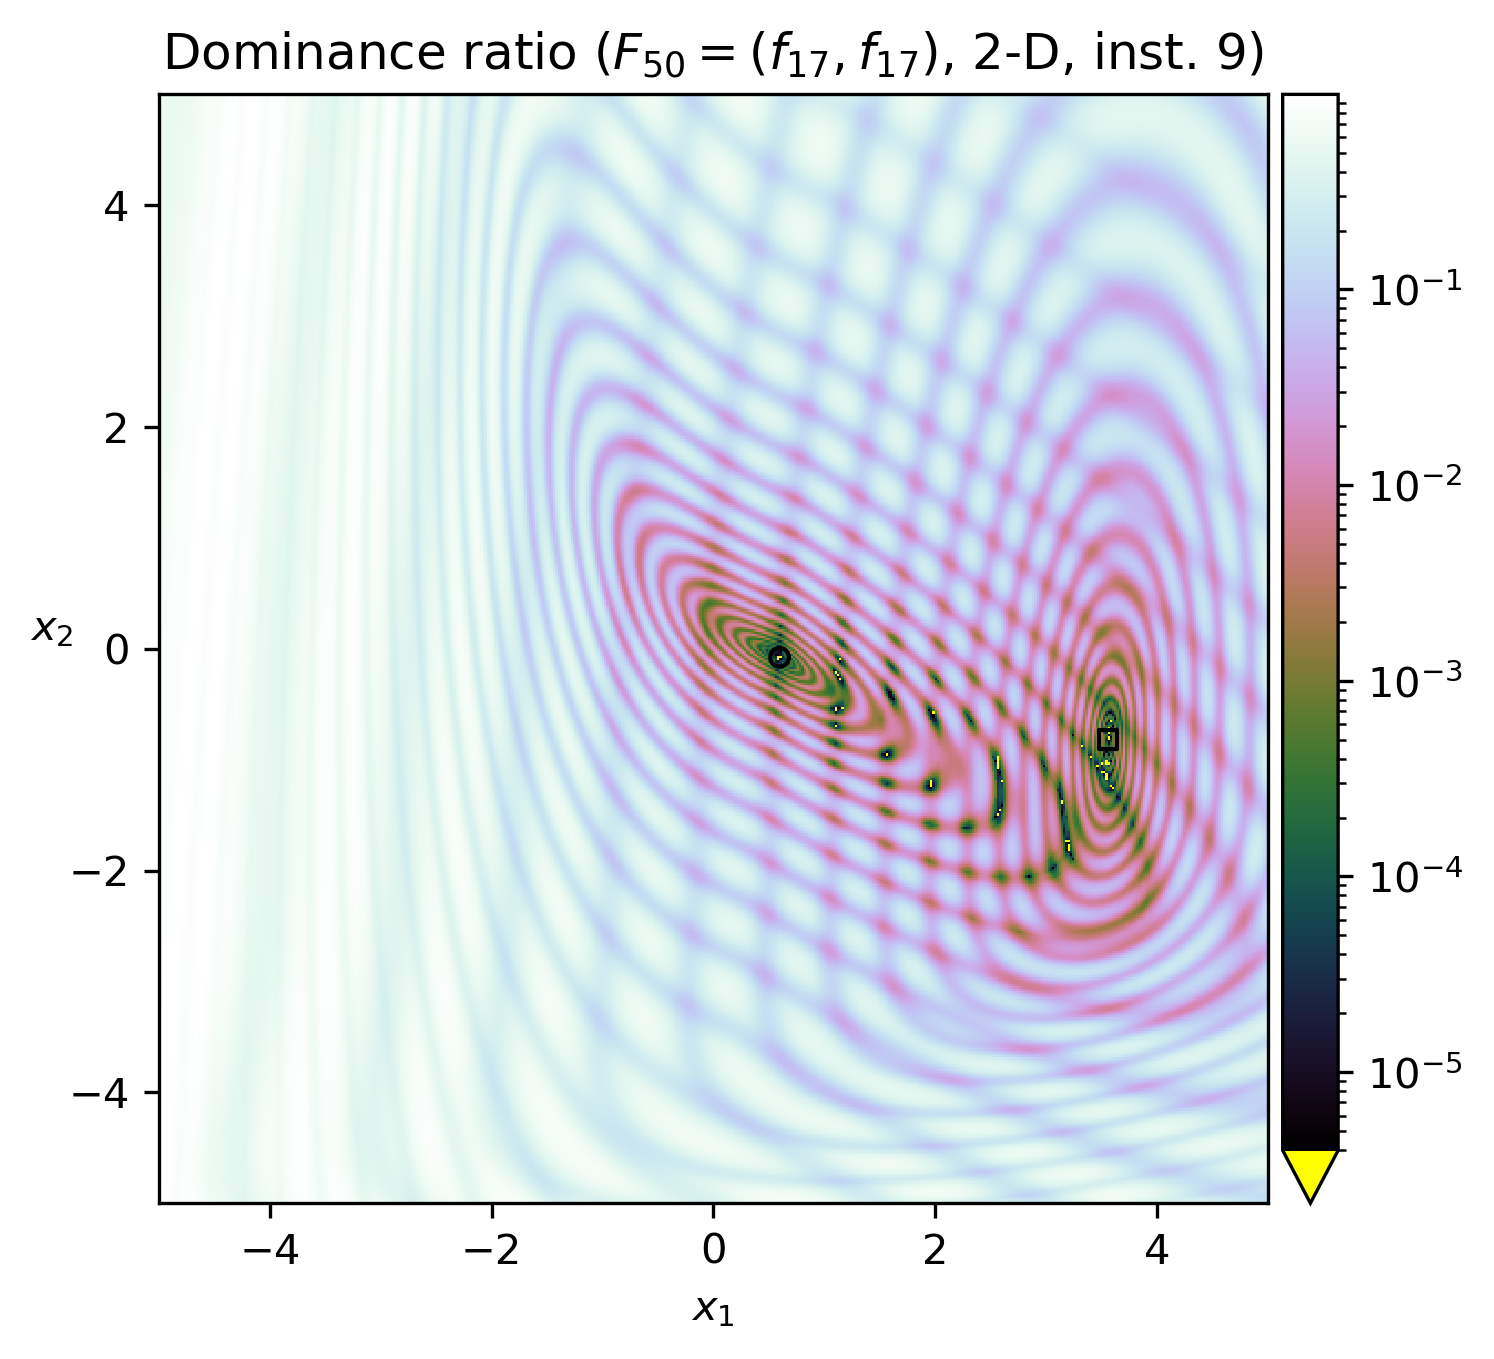 Dominance ratio (F₅₀ = (f₁₇, f₁₇), 2-D, inst. 9)
4
2
0
−2
−4
x₂
−4 −2 0 2 4
x₁
10⁻¹
10⁻²
10⁻³
10⁻⁴
10⁻⁵